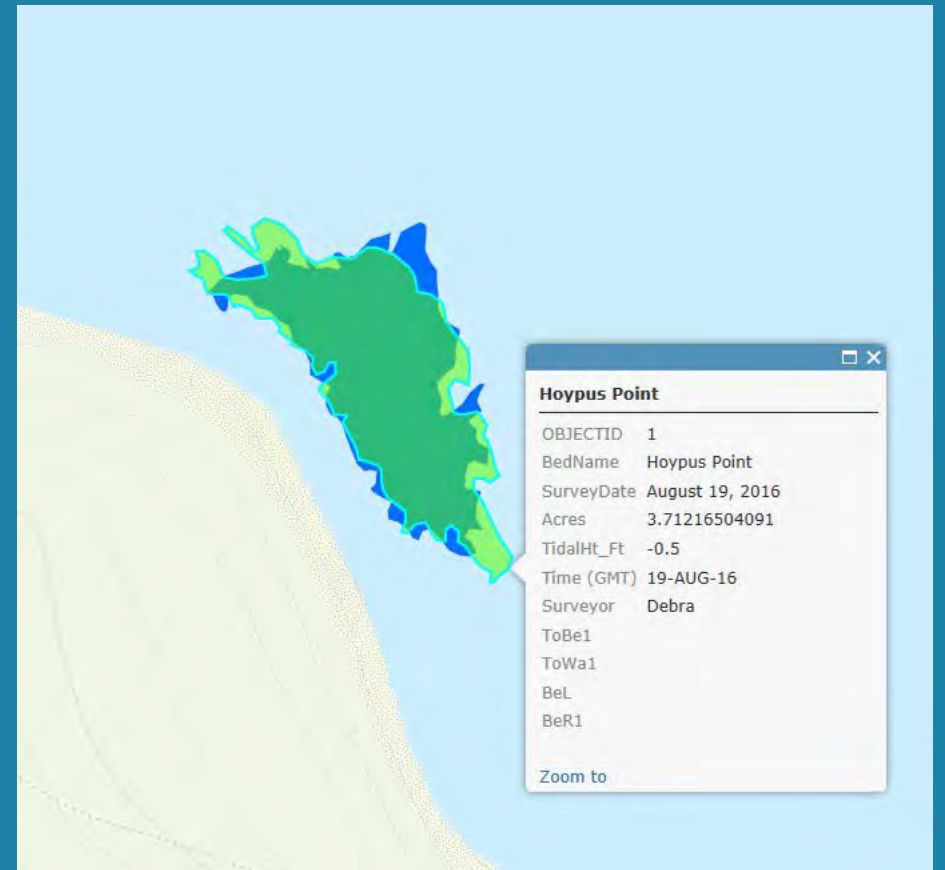 Hoypus Point
OBJECTID 1
BedName Hoypus Point
SurveyDate August 19, 2016
Acres 3.71216504091
TidalHt_Ft -0.5
Time (GMT) 19-AUG-16
Surveyor Debra
ToBe1
ToWa1
BeL
BeR1
Zoom to